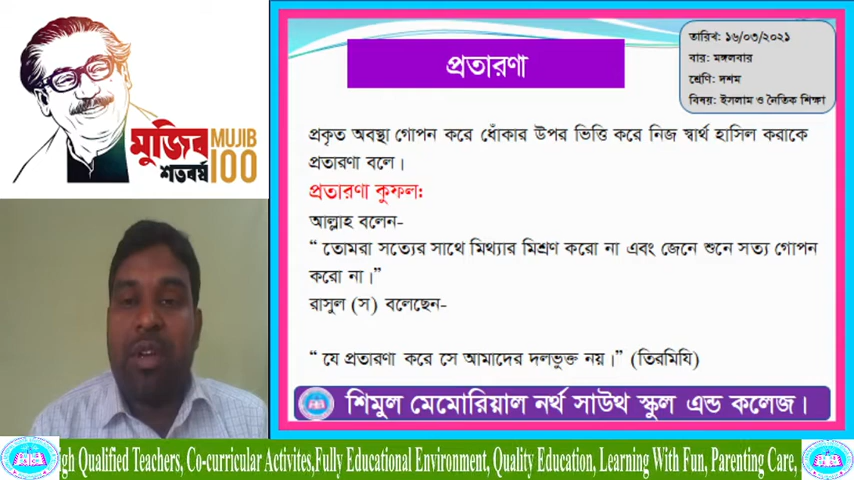 মুজিব
শতবর্ষ
MUJIB
100
প্রতারণা
তারিখ: ১৬/০৩/২০২১
বার: মঙ্গলবার
শ্রেণি: দশম
বিষয়: ইসলাম ও নৈতিক শিক্ষা
প্রকৃত অবস্থা গোপন করে ধোঁকার উপর ভিত্তি করে নিজ স্বার্থ হাসিল করাকে
প্রতারণা বলে।
প্রতারণা কুফল:
আল্লাহ বলেন-
“ তোমরা সত্যের সাথে মিথ্যার মিশ্রণ করো না এবং জেনে শুনে সত্য গোপন
করো না।”
রাসুল (স) বলেছেন-
“ যে প্রতারণা করে সে আমাদের দলভুক্ত নয়।” (তিরমিযি)
শিমুল মেমোরিয়াল নর্থ সাউথ স্কুল এন্ড কলেজ।
gh Qualified Teachers, Co-curricular Activites,Fully Educational Environment, Quality Education, Learning With Fun, Parenting Care,